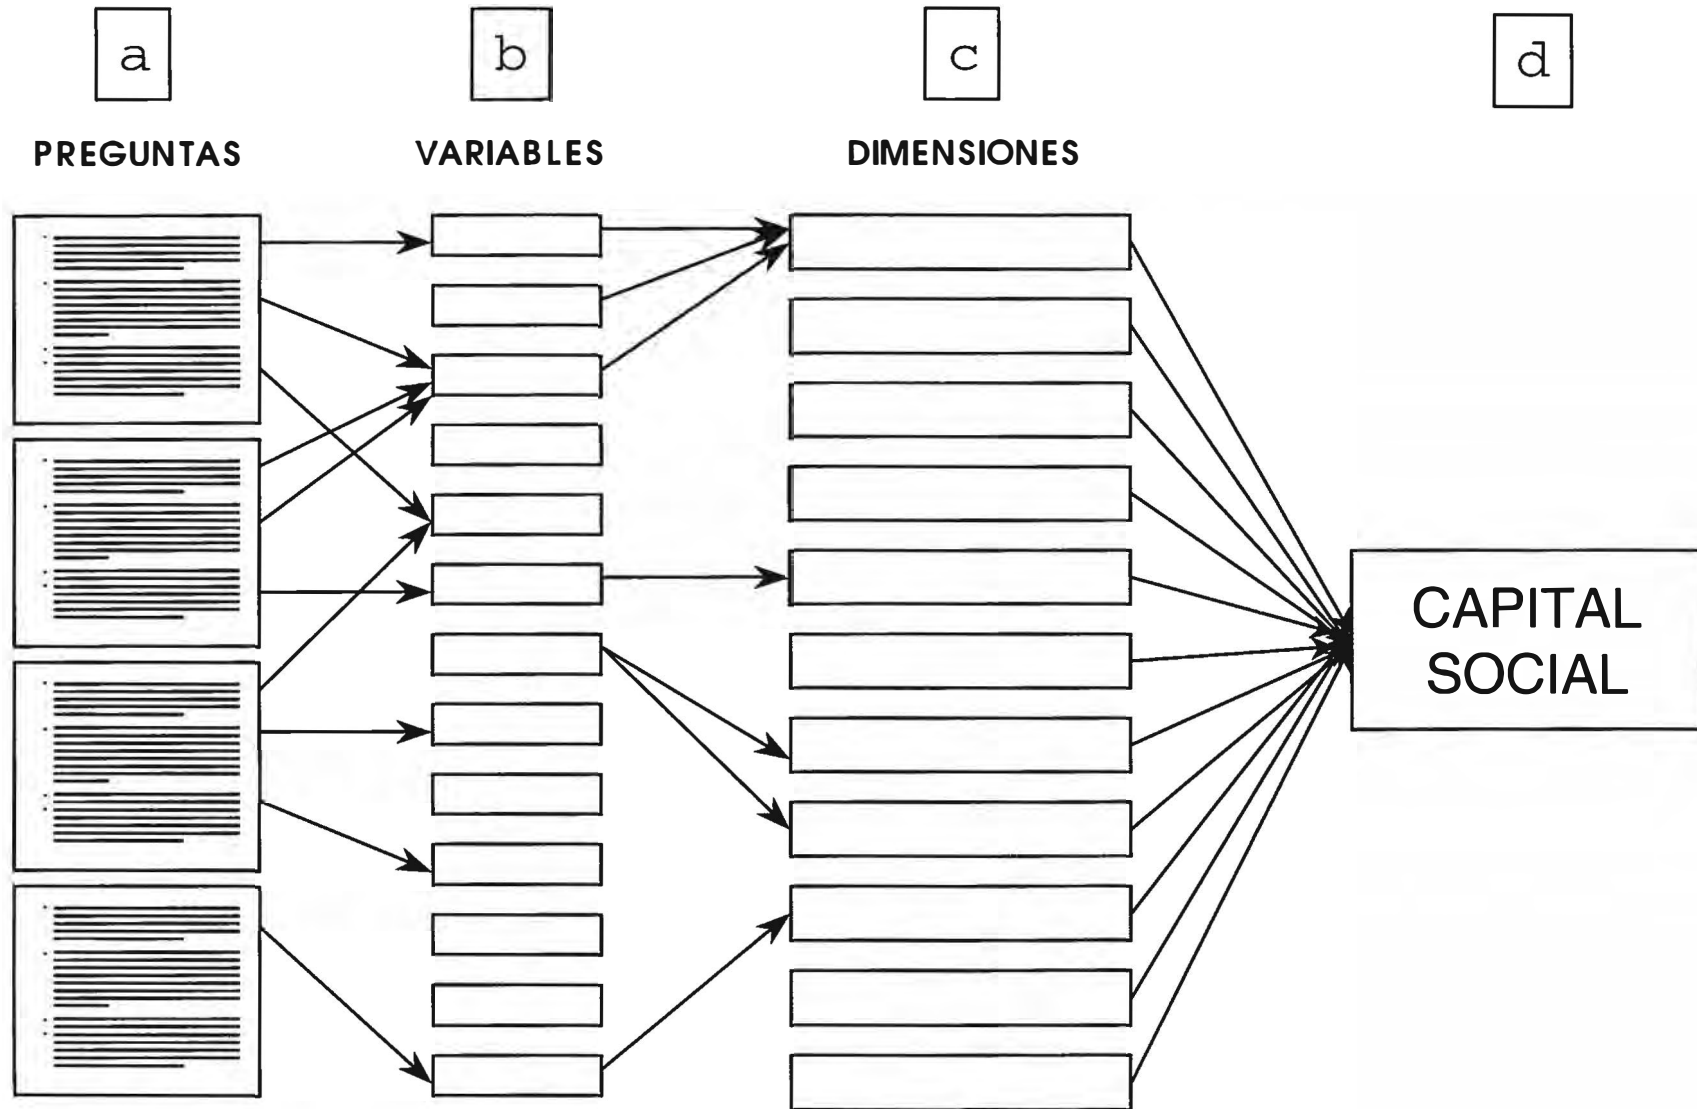 a
b
c
d
PREGUNTAS
VARIABLES
DIMENSIONES
CAPITAL
SOCIAL